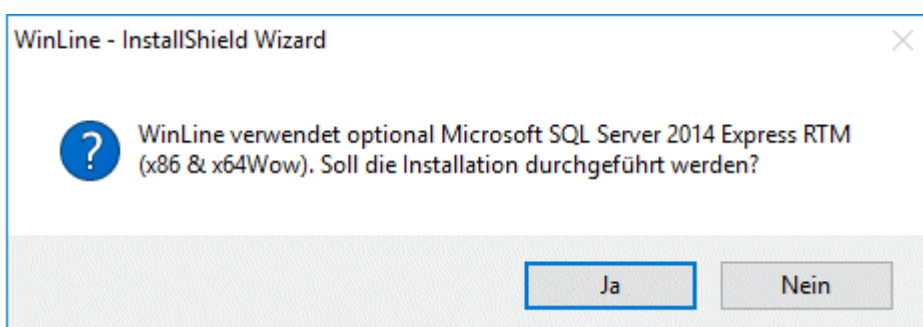 WinLine - InstallShield Wizard
?
WinLine verwendet optional Microsoft SQL Server 2014 Express RTM
(x86 & x64Wow). Soll die Installation durchgeführt werden?
Ja
Nein